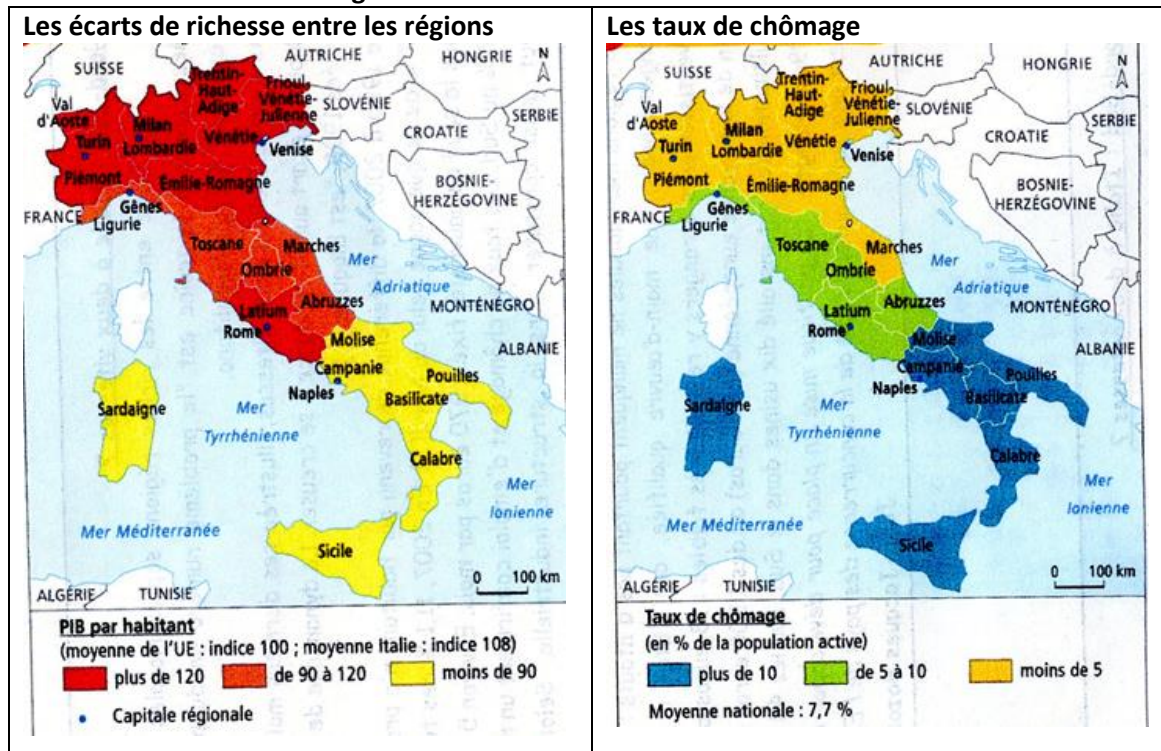 Les écarts de richesse entre les régions
SUISSE
AUTRICHE
HONGRIE
N
Trentin-
Haut-
Adige
Frioul,
Vénétie-
Julienne
SLOVÉNIE
SERBIE
Val
d'Aoste
CROATIE
Milan
Lombardie
Vénétie
Venise
Turin
Piémont
Émilie-Romagne
BOSNIE-
HERZÉGOVINE
FRANCE
Gênes
Ligurie
Toscane
Marches
Ombrie
Mer
Adriatique
Abruzzes
MONTÉNÉGRO
Latium
Rome
Molise
ALBANIE
Campanie
Naples
Pouilles
Basilicate
Sardaigne
Mer
Tyrrhénienne
Calabre
Mer
Ionienne
Mer Méditerranée
Sicile
0 100 km
ALGÉRIE
TUNISIE
PIB par habitant
(moyenne de l'UE : indice 100 ; moyenne Italie : indice 108)
plus de 120
de 90 à 120
moins de 90
Capitale régionale
Les taux de chômage
SUISSE
AUTRICHE
HONGRIE
N
Trentin-
Haut-
Adige
Frioul,
Vénétie-
Julienne
SLOVÉNIE
SERBIE
Val
d'Aoste
CROATIE
Milan
Lombardie
Vénétie
Venise
Turin
Piémont
Émilie-Romagne
BOSNIE-
HERZÉGOVINE
FRANCE
Gênes
Ligurie
Toscane
Marches
Ombrie
Mer
Adriatique
Abruzzes
MONTÉNÉGRO
Latium
Rome
Molise
ALBANIE
Campanie
Naples
Pouilles
Basilicate
Sardaigne
Mer
Tyrrhénienne
Calabre
Mer
Ionienne
Mer Méditerranée
Sicile
0 100 km
ALGÉRIE
TUNISIE
Taux de chômage
(en % de la population active)
plus de 10
de 5 à 10
moins de 5
Moyenne nationale : 7,7 %